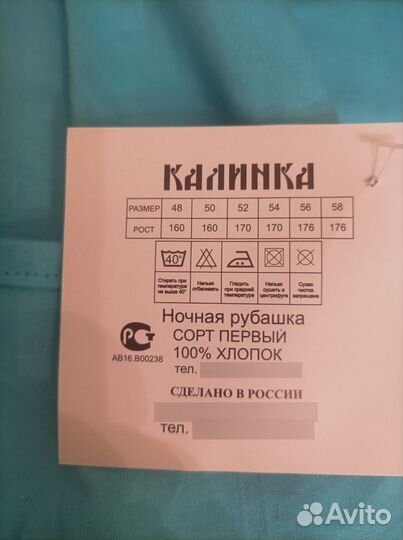 КАЛИНКА
РАЗМЕР 48 50 52 54 56 58
РОСТ 160 160 170 170 176 176
40°
Стирать при температуре не выше 40° Нельзя отбеливать Гладить при средней температуре Нельзя сушить в центрифуге Сухая чистка запрещена
Ночная рубашка
СОРТ ПЕРВЫЙ
РСТ
100% ХЛОПОК
АВ16.В00238
тел.
СДЕЛАНО В РОССИИ
тел.
Avito